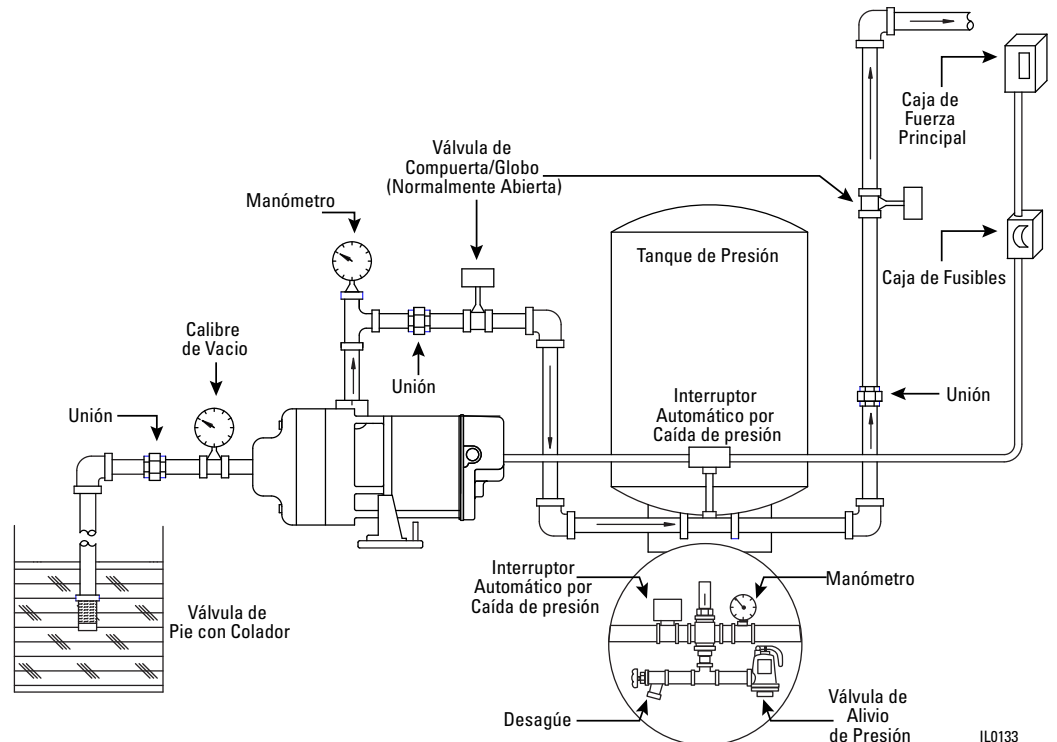 Caja de
Fuerza
Principal
Válvula de
Compuerta/Globo
(Normalmente Abierta)
Manómetro
Tanque de Presión
Caja de Fusibles
Calibre
de Vacio
Unión
Interruptor
Automático por
Caída de presión
Unión
Unión
Interruptor
Automático por
Caída de presión
Manómetro
Válvula de
Pie con Colador
Desagúe
Válvula de
Alivio
de Presión
IL0133